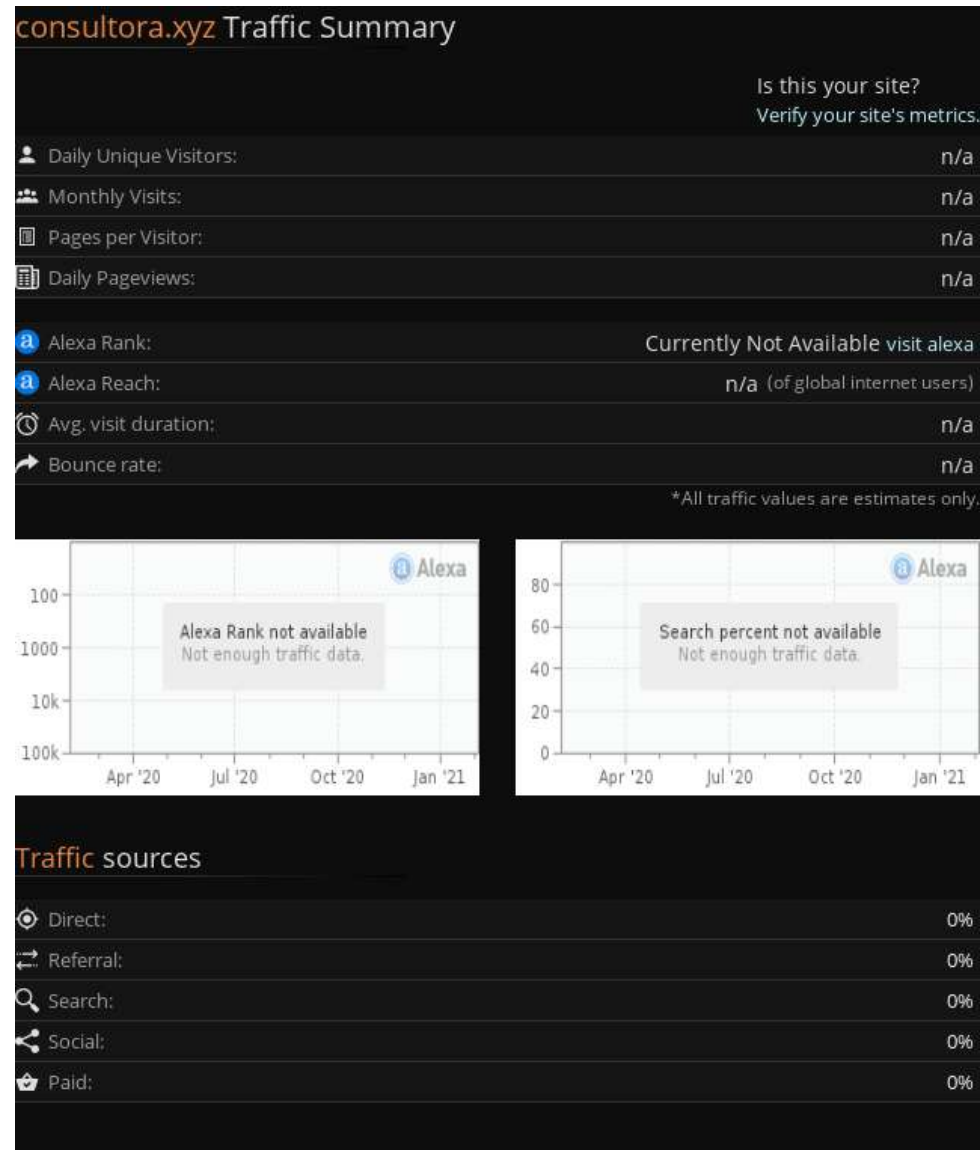 consultora.xyz Traffic Summary
Is this your site?
Verify your site's metrics.
Daily Unique Visitors: n/a
Monthly Visits: n/a
Pages per Visitor: n/a
Daily Pageviews: n/a
Alexa Rank: Currently Not Available visit alexa
Alexa Reach: n/a (of global internet users)
Avg. visit duration: n/a
Bounce rate: n/a
*All traffic values are estimates only.
Alexa
100
1000
10k
100k
Alexa Rank not available
Not enough traffic data.
Apr '20 Jul '20 Oct '20 Jan '21
Alexa
80
60
40
20
0
Search percent not available
Not enough traffic data.
Apr '20 Jul '20 Oct '20 Jan '21
Traffic sources
Direct: 0%
Referral: 0%
Search: 0%
Social: 0%
Paid: 0%